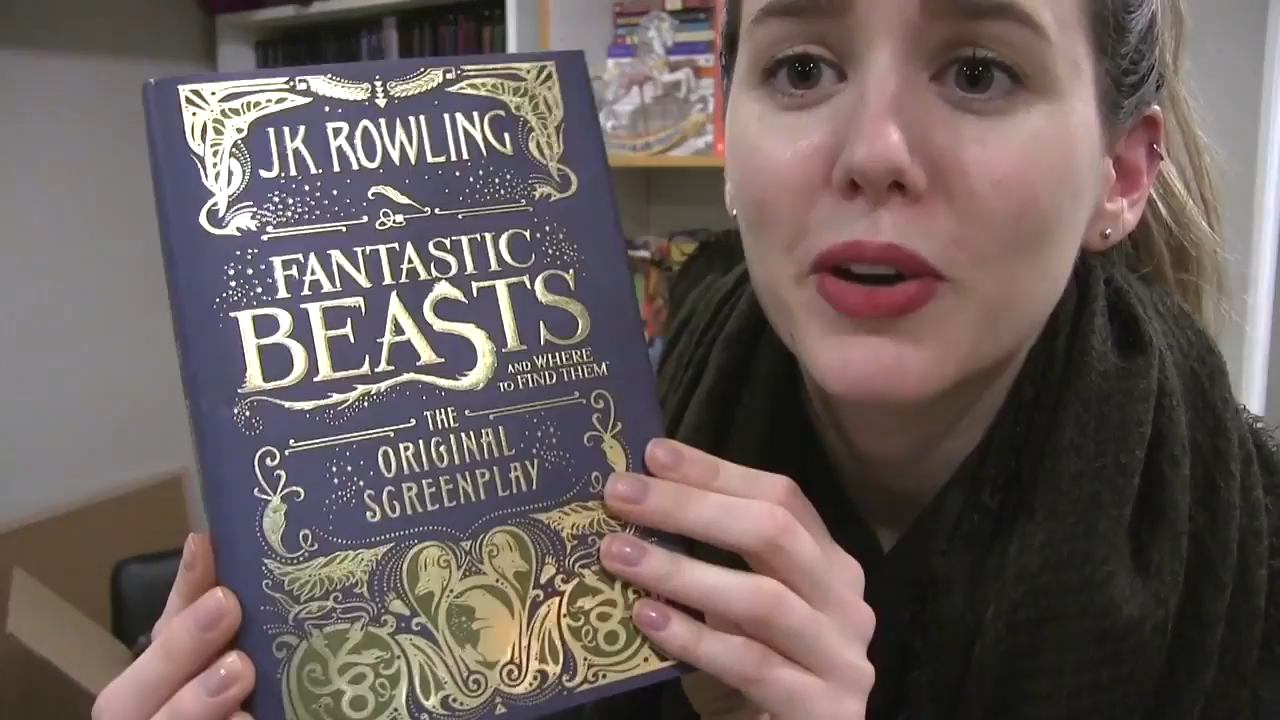 J.K. ROWLING
FANTASTIC
BEASTS
AND WHERE
TO FIND THEM
THE
ORIGINAL
SCREENPLAY